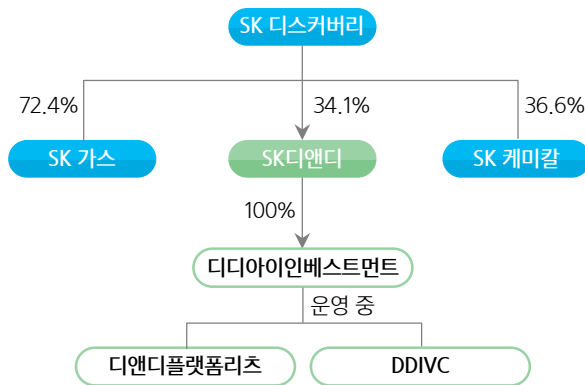 SK 디스커버리
72.4%
34.1%
36.6%
SK 가스
SK디앤디
SK 케미칼
100%
디디아이인베스트먼트
운영 중
디앤디플랫폼리츠
DDIVC